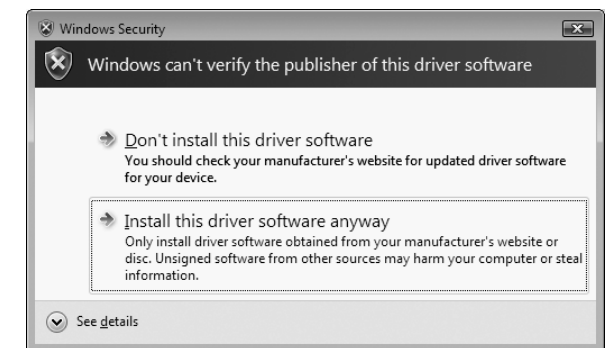 Windows Security
Windows can't verify the publisher of this driver software
Don't install this driver software
You should check your manufacturer's website for updated driver software
for your device.
Install this driver software anyway
Only install driver software obtained from your manufacturer's website or
disc. Unsigned software from other sources may harm your computer or steal
information.
See details